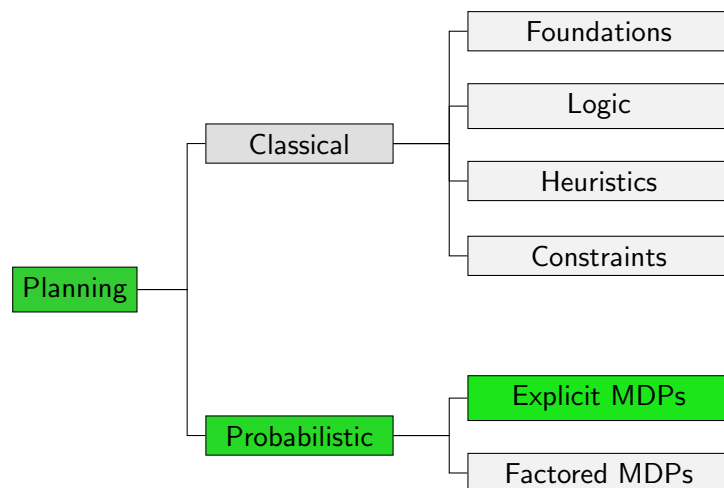 Foundations
Logic
Classical
Heuristics
Constraints
Planning
Explicit MDPs
Probabilistic
Factored MDPs